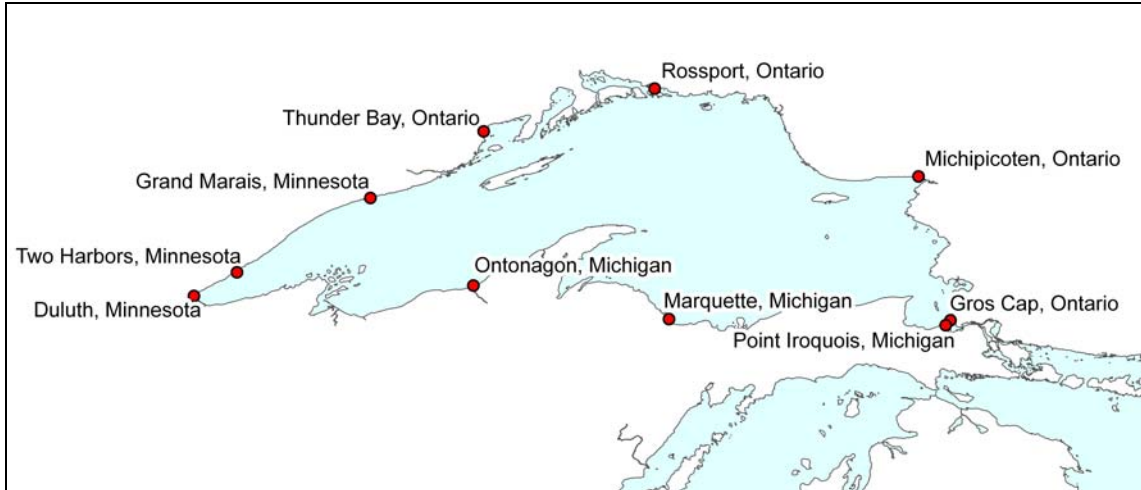 Rossport, Ontario
Thunder Bay, Ontario
Michipicoten, Ontario
Grand Marais, Minnesota
Two Harbors, Minnesota
Ontonagon, Michigan
Duluth, Minnesota
Marquette, Michigan
Gros Cap, Ontario
Point Iroquois, Michigan